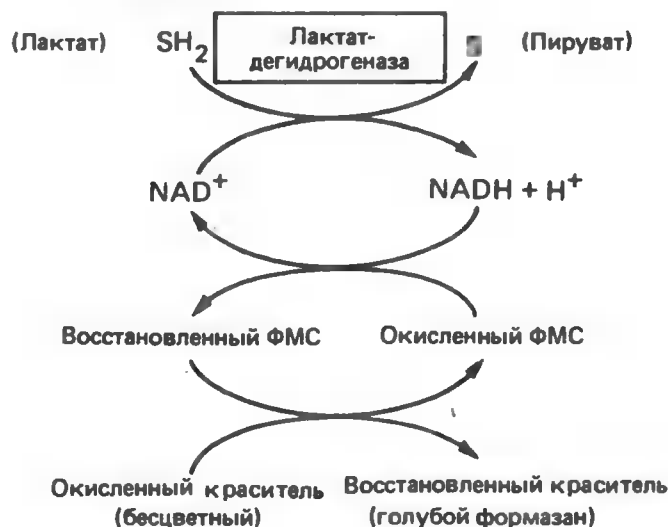 (Лактат) SH2 Лактат- (Пируват)
дегидрогеназа
NAD+ NADH + H+
Восстановленный ФМС Окисленный ФМС
Окисленный краситель Восстановленный краситель
(бесцветный) (голубой формазан)